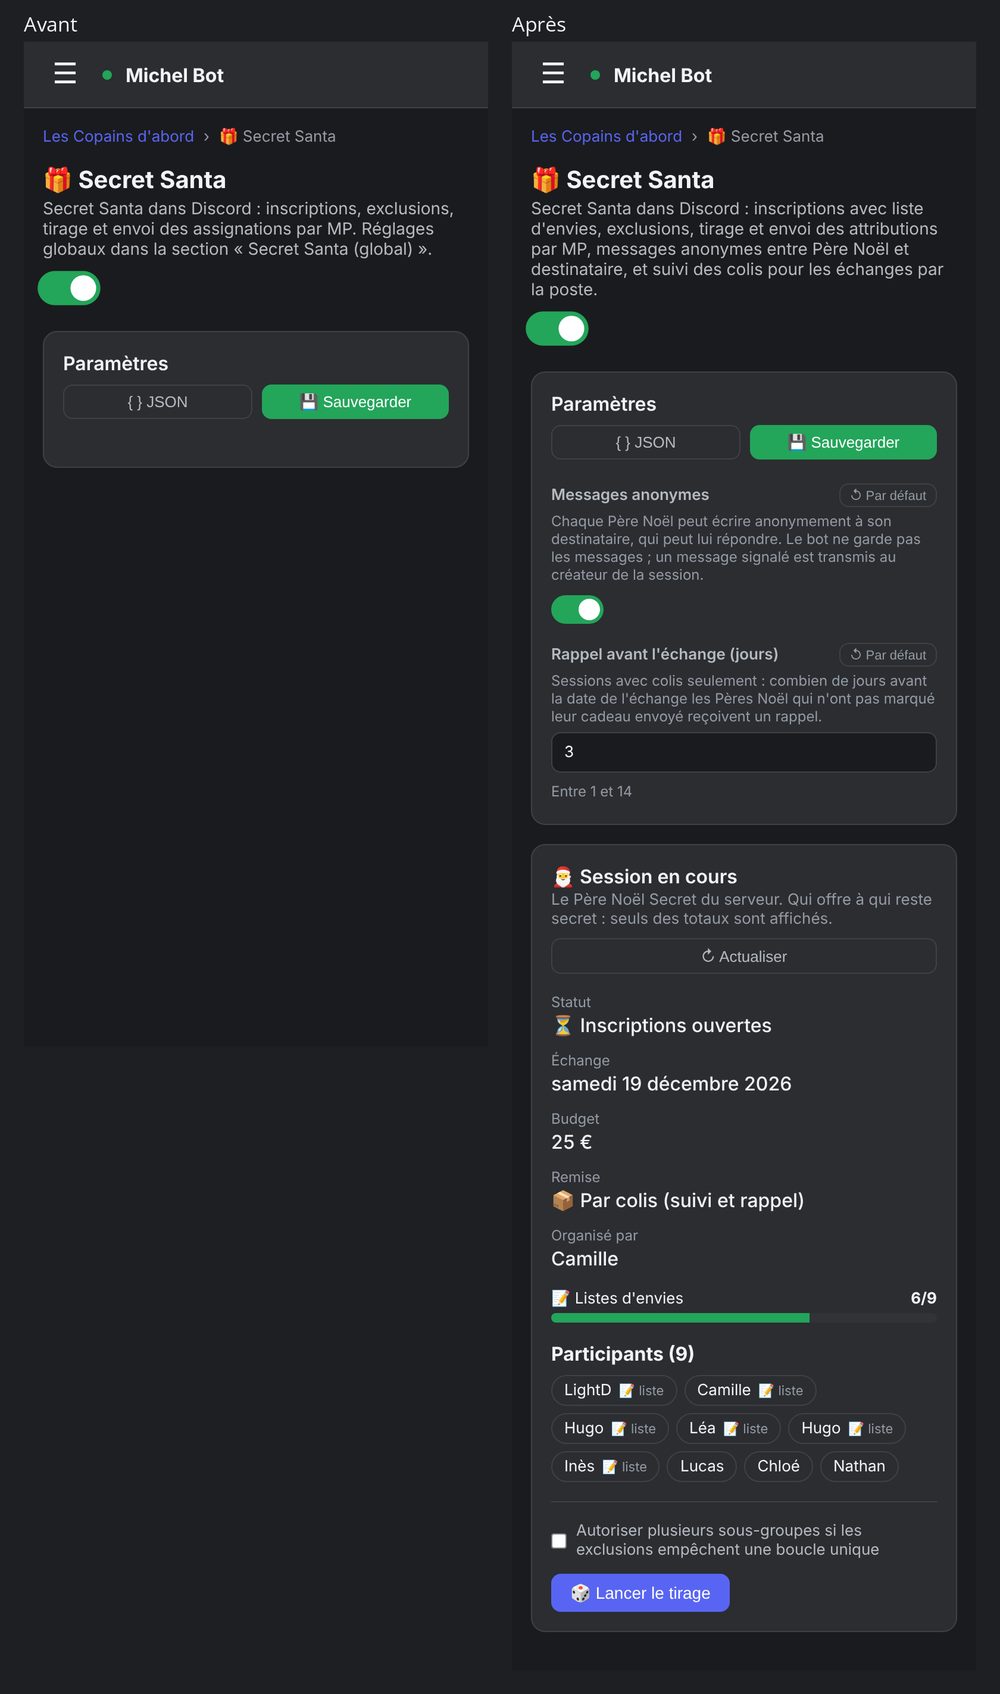 Avant
☰ Michel Bot
Les Copains d'abord › 🎁 Secret Santa
🎁 Secret Santa
Secret Santa dans Discord : inscriptions, exclusions,
tirage et envoi des assignations par MP. Réglages
globaux dans la section « Secret Santa (global) ».
Paramètres
{ } JSON
💾 Sauvegarder
Après
☰ Michel Bot
Les Copains d'abord › 🎁 Secret Santa
🎁 Secret Santa
Secret Santa dans Discord : inscriptions avec liste
d'envies, exclusions, tirage et envoi des attributions
par MP, messages anonymes entre Père Noël et
destinataire, et suivi des colis pour les échanges par
la poste.
Paramètres
{ } JSON
💾 Sauvegarder
Messages anonymes
↺ Par défaut
Chaque Père Noël peut écrire anonymement à son
destinataire, qui peut lui répondre. Le bot ne garde pas
les messages ; un message signalé est transmis au
créateur de la session.
Rappel avant l'échange (jours)
↺ Par défaut
Sessions avec colis seulement : combien de jours avant
la date de l'échange les Pères Noël qui n'ont pas marqué
leur cadeau envoyé reçoivent un rappel.
3
Entre 1 et 14
🎅 Session en cours
Le Père Noël Secret du serveur. Qui offre à qui reste
secret : seuls des totaux sont affichés.
↻ Actualiser
Statut
⏳ Inscriptions ouvertes
Échange
samedi 19 décembre 2026
Budget
25 €
Remise
📦 Par colis (suivi et rappel)
Organisé par
Camille
📝 Listes d'envies 6/9
Participants (9)
LightD 📝 liste Camille 📝 liste
Hugo 📝 liste Léa 📝 liste Hugo 📝 liste
Inès 📝 liste Lucas Chloé Nathan
Autoriser plusieurs sous-groupes si les
exclusions empêchent une boucle unique
🎲 Lancer le tirage